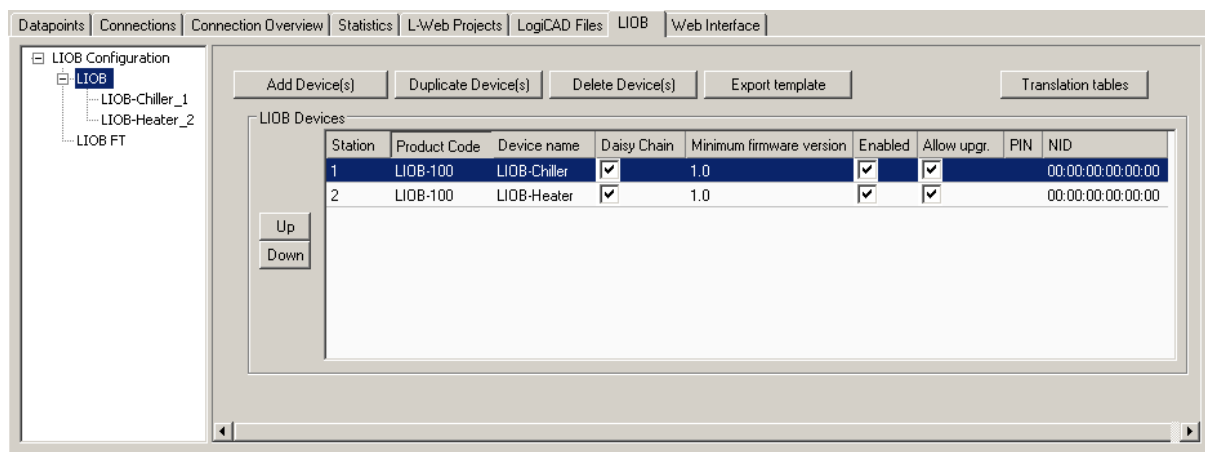 Datapoints Connections Connection Overview Statistics L-Web Projects LogiCAD Files LIOB Web Interface
LIOB Configuration
LIOB
LIOB-Chiller_1
LIOB-Heater_2
LIOB FT
Add Device(s) Duplicate Device(s) Delete Device(s) Export template Translation tables
LIOB Devices
Station Product Code Device name Daisy Chain Minimum firmware version Enabled Allow upgr. PIN NID
1 LIOB-100 LIOB-Chiller 1.0 00:00:00:00:00:00
2 LIOB-100 LIOB-Heater 1.0 00:00:00:00:00:00
Up
Down